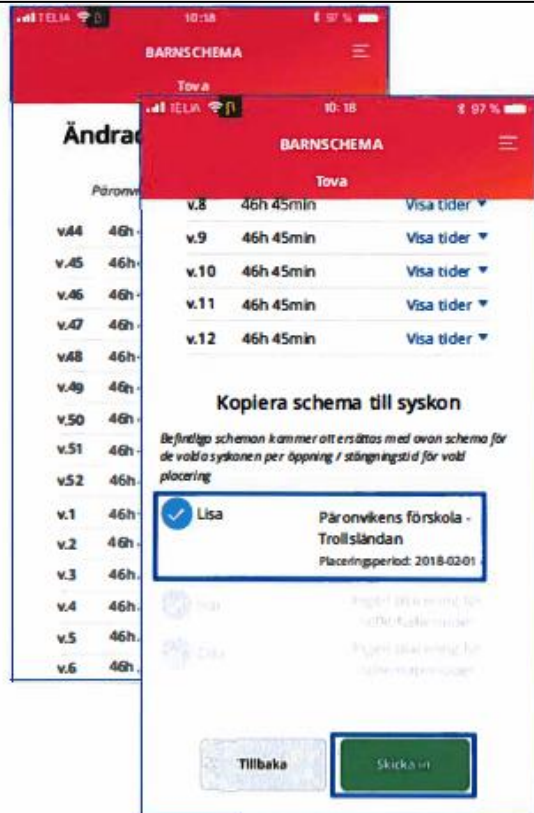 TELIA
10:18
97 %
BARNSCHEMA
Tova
Ändrad
v.44 46h
v.45 46h
v.46 46h
v.47 46h
v.48 46h
v.49 46h
v.50 46h
v.51 46h
v.52 46h
v.1 46h
v.2 46h
v.3 46h
v.4 46h
v.5 46h
v.6 46h
TELIA
10:18
97 %
BARNSCHEMA
Tova
v.8 46h 45min Visa tider
v.9 46h 45min Visa tider
v.10 46h 45min Visa tider
v.11 46h 45min Visa tider
v.12 46h 45min Visa tider
Kopiera schema till syskon
Befintliga scheman kommer att ersättas med ovan schema för
de valda syskonen per öppning / stängningstid för vald
placering
Lisa Päronvikens förskola -
Trollsländan
Placeringsperiod: 2018-02-01 -
Tillbaka
Skicka in